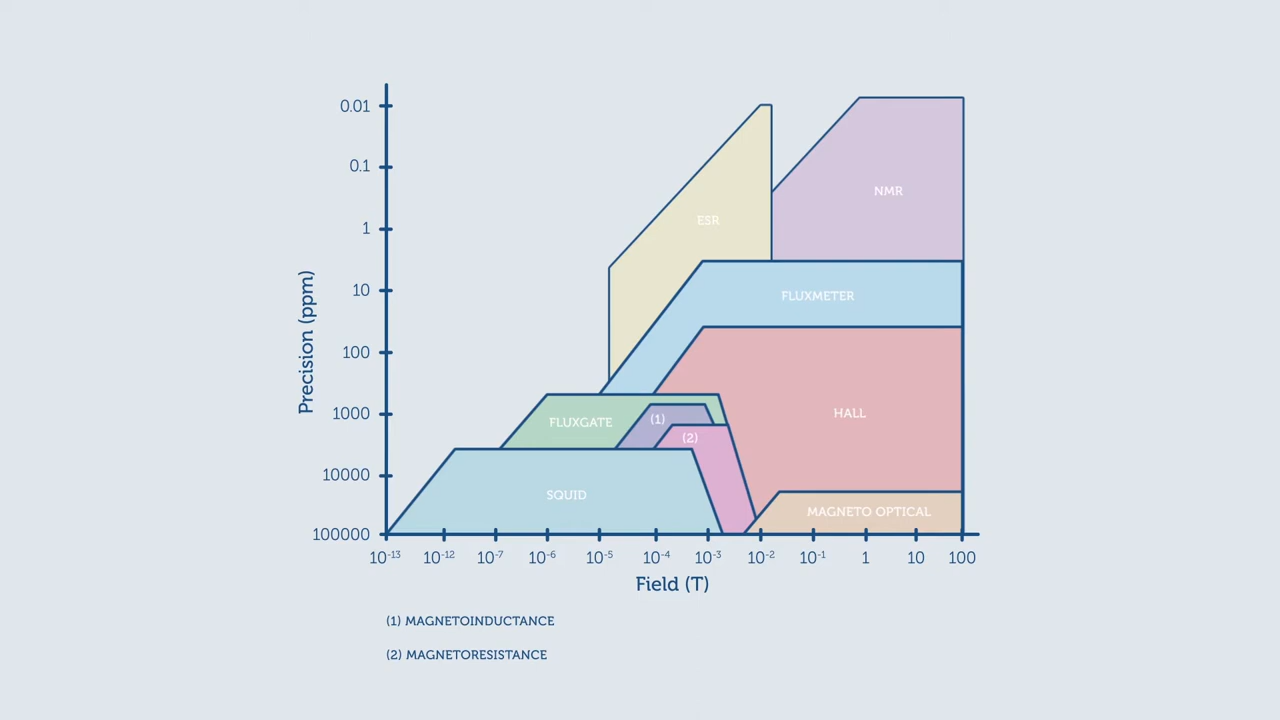 0.01
0.1
1
10
100
1000
10000
100000
Precision (ppm)
ESR
NMR
FLUXMETER
HALL
FLUXGATE
(1)
(2)
SQUID
MAGNETO OPTICAL
10⁻¹³ 10⁻¹² 10⁻⁷ 10⁻⁶ 10⁻⁵ 10⁻⁴ 10⁻³ 10⁻² 10⁻¹ 1 10 100
Field (T)
(1) MAGNETOINDUCTANCE
(2) MAGNETORESISTANCE